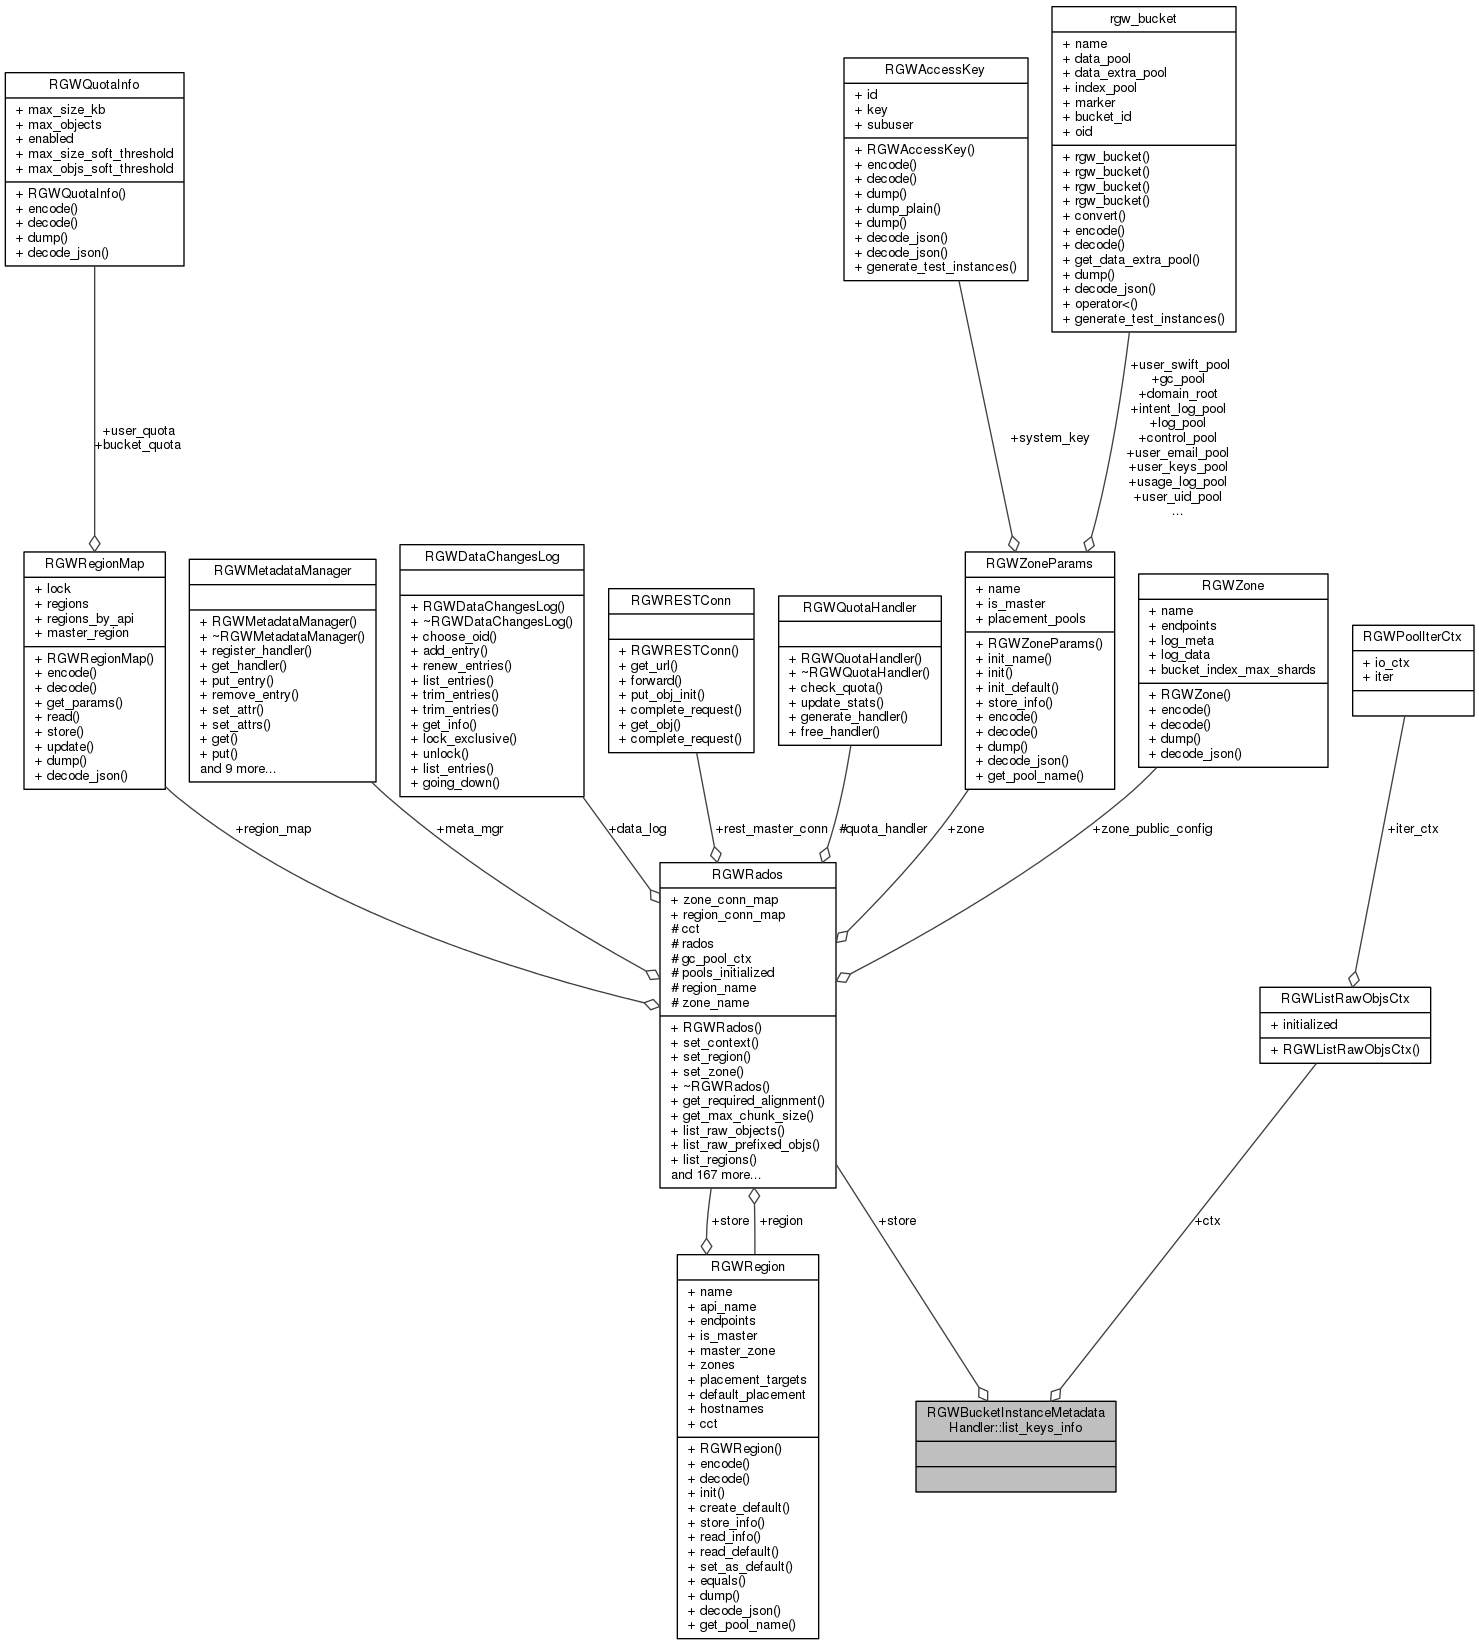 rgw_bucket
+ name
+ data_pool
+ data_extra_pool
+ index_pool
+ marker
+ bucket_id
+ oid
+ rgw_bucket()
+ rgw_bucket()
+ rgw_bucket()
+ rgw_bucket()
+ convert()
+ encode()
+ decode()
+ get_data_extra_pool()
+ dump()
+ decode_json()
+ operator<()
+ generate_test_instances()
RGWAccessKey
+ id
+ key
+ subuser
+ RGWAccessKey()
+ encode()
+ decode()
+ dump()
+ dump_plain()
+ dump()
+ decode_json()
+ decode_json()
+ generate_test_instances()
RGWQuotaInfo
+ max_size_kb
+ max_objects
+ enabled
+ max_size_soft_threshold
+ max_objs_soft_threshold
+ RGWQuotaInfo()
+ encode()
+ decode()
+ dump()
+ decode_json()
+user_quota
+bucket_quota
+system_key
+user_swift_pool
+gc_pool
+domain_root
+intent_log_pool
+log_pool
+control_pool
+user_email_pool
+user_keys_pool
+usage_log_pool
+user_uid_pool
...
RGWRegionMap
+ lock
+ regions
+ regions_by_api
+ master_region
+ RGWRegionMap()
+ encode()
+ decode()
+ get_params()
+ read()
+ store()
+ update()
+ dump()
+ decode_json()
RGWMetadataManager
+ RGWMetadataManager()
+ ~RGWMetadataManager()
+ register_handler()
+ get_handler()
+ put_entry()
+ remove_entry()
+ set_attr()
+ set_attrs()
+ get()
+ put()
and 9 more...
RGWDataChangesLog
+ RGWDataChangesLog()
+ ~RGWDataChangesLog()
+ choose_oid()
+ add_entry()
+ renew_entries()
+ list_entries()
+ trim_entries()
+ trim_entries()
+ get_info()
+ lock_exclusive()
+ unlock()
+ list_entries()
+ going_down()
RGWRESTConn
+ RGWRESTConn()
+ get_url()
+ forward()
+ put_obj_init()
+ complete_request()
+ get_obj()
+ complete_request()
RGWQuotaHandler
+ RGWQuotaHandler()
+ ~RGWQuotaHandler()
+ check_quota()
+ update_stats()
+ generate_handler()
+ free_handler()
RGWZoneParams
+ name
+ is_master
+ placement_pools
+ RGWZoneParams()
+ init_name()
+ init()
+ init_default()
+ store_info()
+ encode()
+ decode()
+ dump()
+ decode_json()
+ get_pool_name()
RGWZone
+ name
+ endpoints
+ log_meta
+ log_data
+ bucket_index_max_shards
+ RGWZone()
+ encode()
+ decode()
+ dump()
+ decode_json()
RGWPoolIterCtx
+ io_ctx
+ iter
+region_map
+meta_mgr
+data_log
+rest_master_conn
#quota_handler
+zone
+zone_public_config
+iter_ctx
RGWRados
+ zone_conn_map
+ region_conn_map
# cct
# rados
# gc_pool_ctx
# pools_initialized
# region_name
# zone_name
+ RGWRados()
+ set_context()
+ set_region()
+ set_zone()
+ ~RGWRados()
+ get_required_alignment()
+ get_max_chunk_size()
+ list_raw_objects()
+ list_raw_prefixed_objs()
+ list_regions()
and 167 more...
RGWListRawObjsCtx
+ initialized
+ RGWListRawObjsCtx()
+store
+region
+store
+ctx
RGWRegion
+ name
+ api_name
+ endpoints
+ is_master
+ master_zone
+ zones
+ placement_targets
+ default_placement
+ hostnames
+ cct
+ RGWRegion()
+ encode()
+ decode()
+ init()
+ create_default()
+ store_info()
+ read_info()
+ read_default()
+ set_as_default()
+ equals()
+ dump()
+ decode_json()
+ get_pool_name()
RGWBucketInstanceMetadata
Handler::list_keys_info